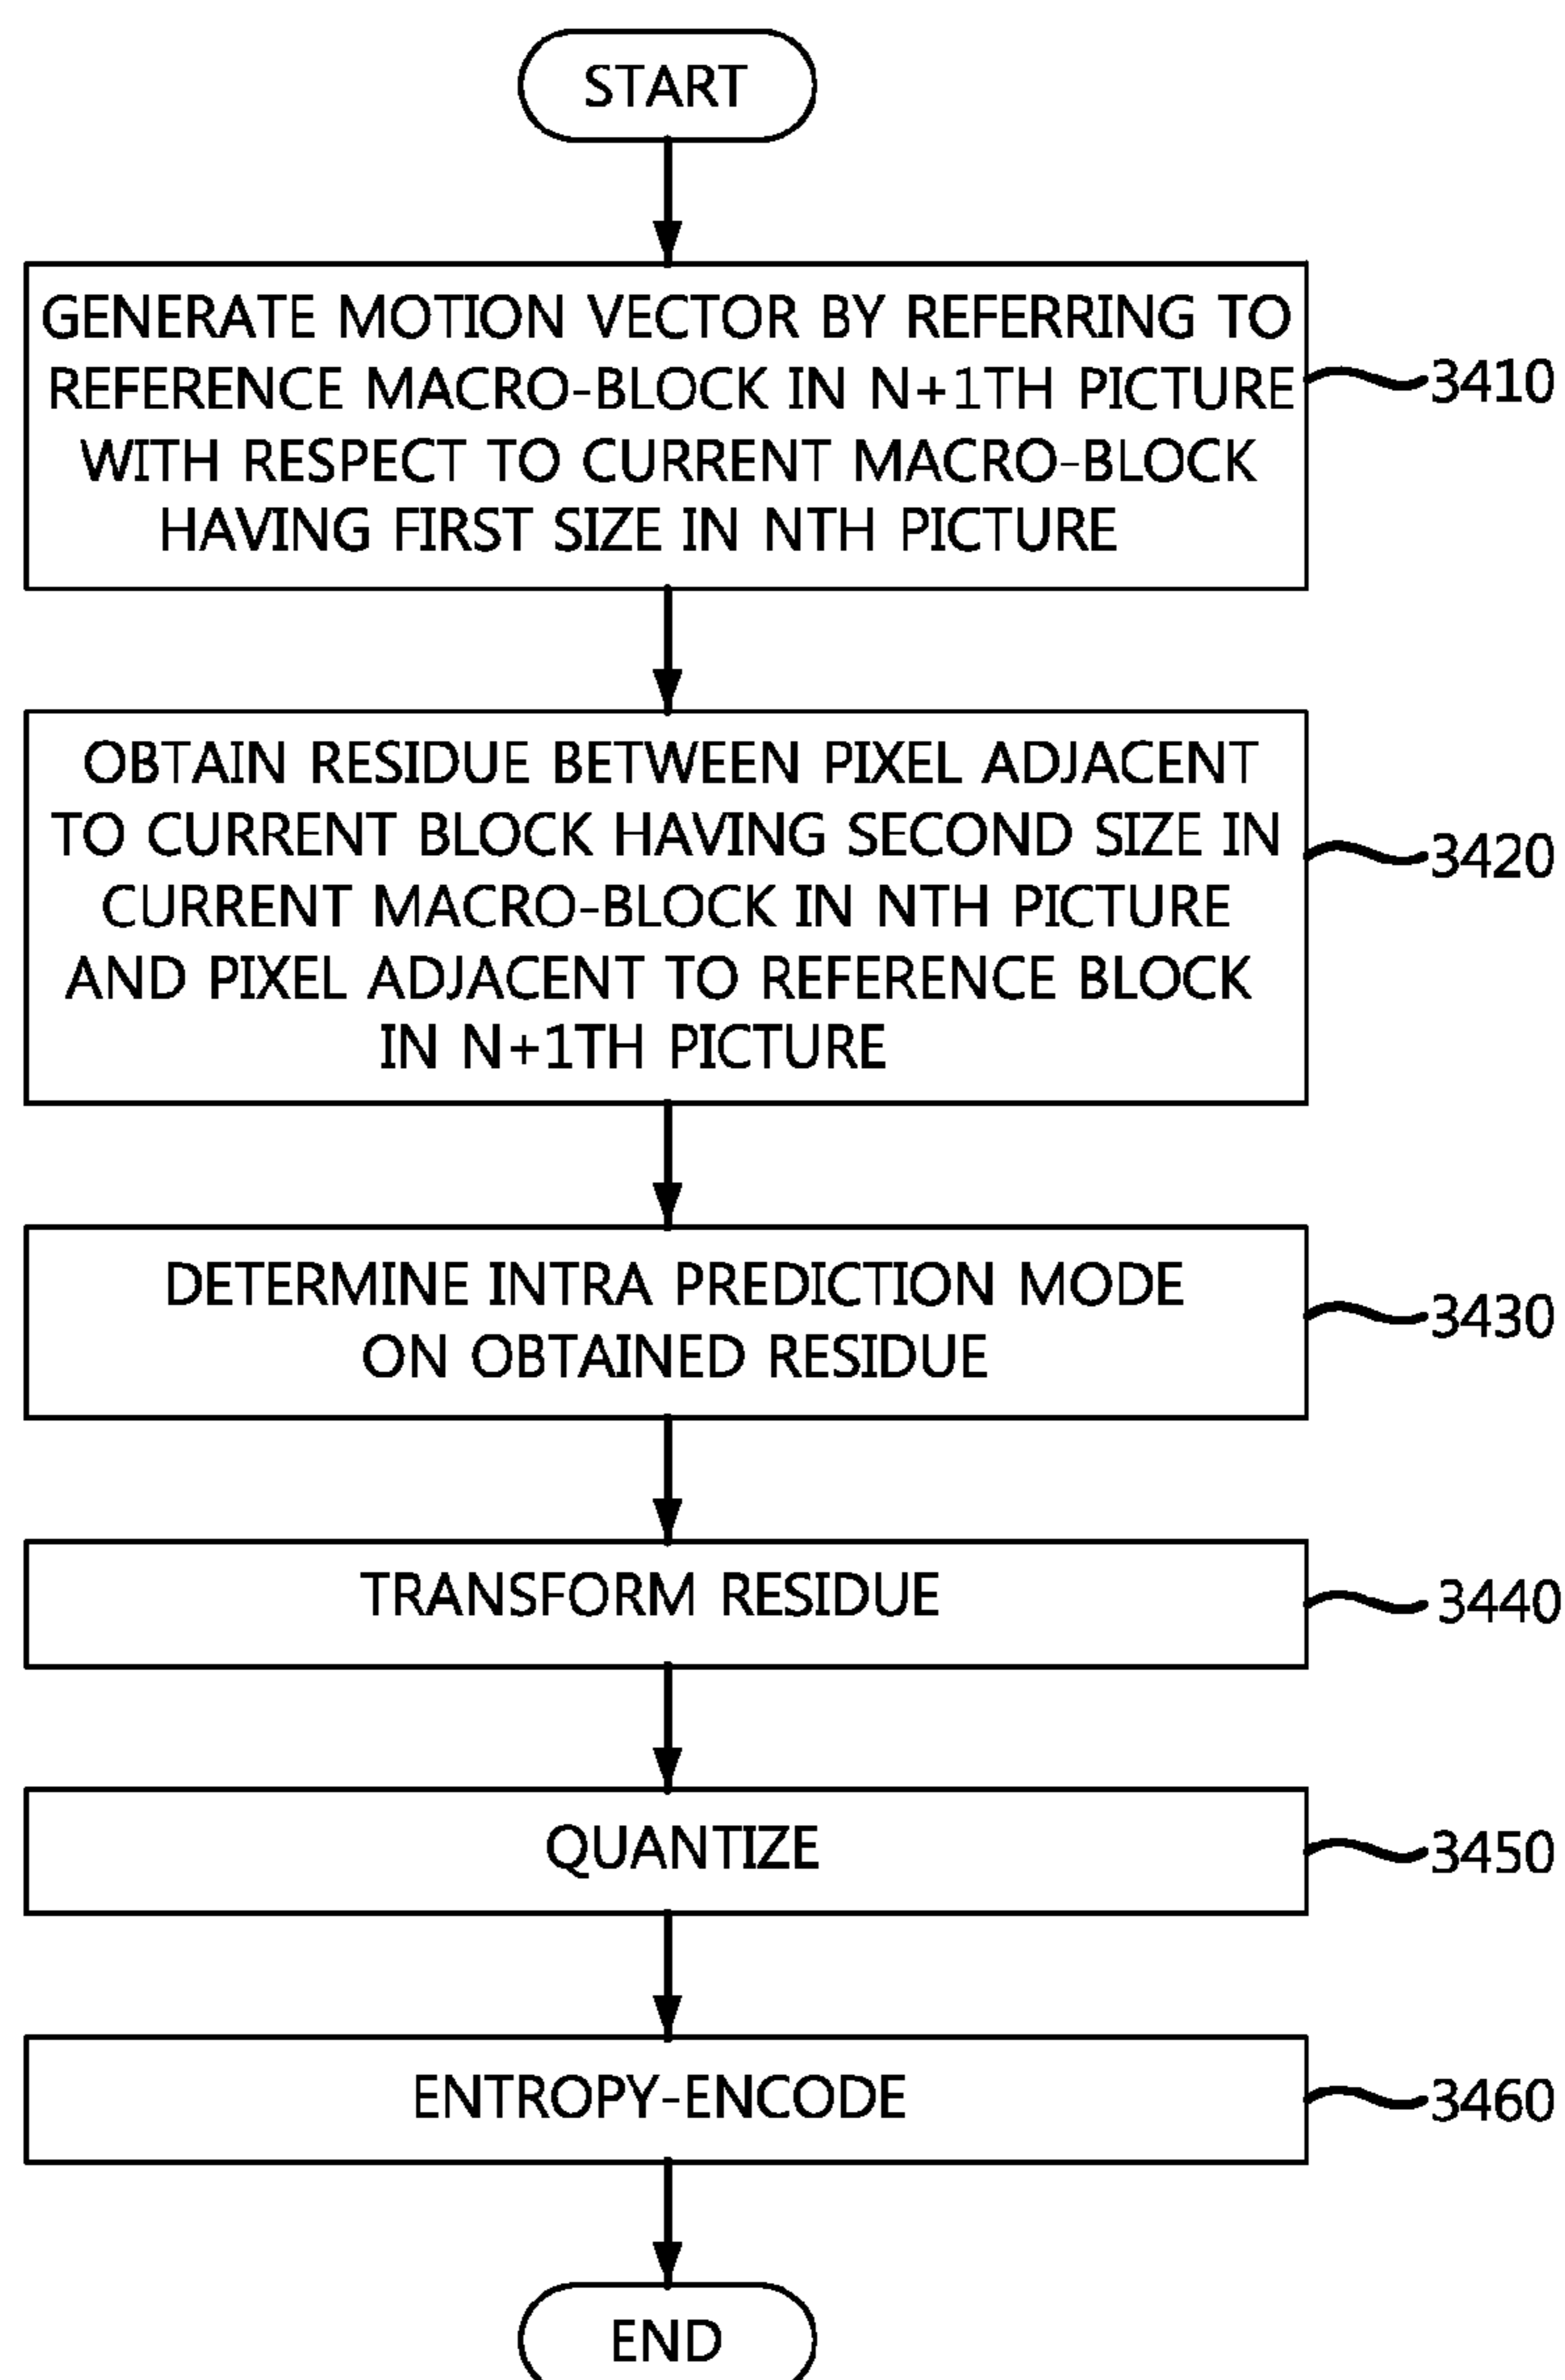 START
GENERATE MOTION VECTOR BY REFERRING TO
REFERENCE MACRO-BLOCK IN N+1TH PICTURE
WITH RESPECT TO CURRENT MACRO-BLOCK
HAVING FIRST SIZE IN NTH PICTURE
3410
OBTAIN RESIDUE BETWEEN PIXEL ADJACENT
TO CURRENT BLOCK HAVING SECOND SIZE IN
CURRENT MACRO-BLOCK IN NTH PICTURE
AND PIXEL ADJACENT TO REFERENCE BLOCK
IN N+1TH PICTURE
3420
DETERMINE INTRA PREDICTION MODE
ON OBTAINED RESIDUE
3430
TRANSFORM RESIDUE
3440
QUANTIZE
3450
ENTROPY-ENCODE
3460
END